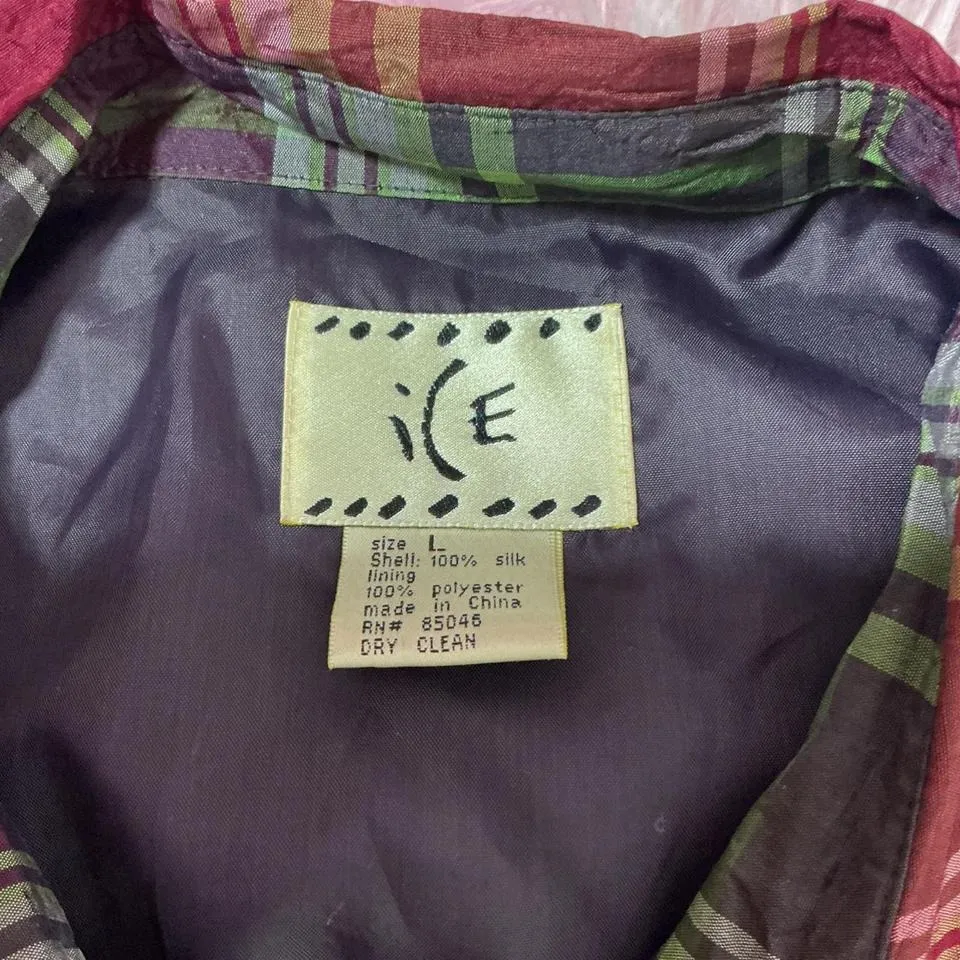 iCE
size L
Shell: 100% silk
lining
100% polyester
made in China
RN# 85046
DRY CLEAN